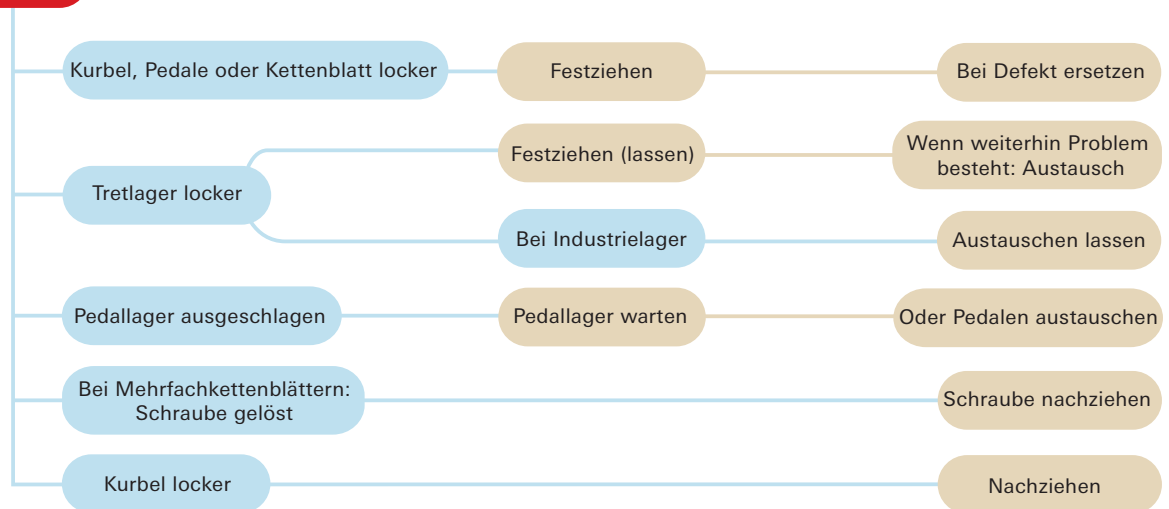 Kurbel, Pedale oder Kettenblatt locker
Festziehen
Bei Defekt ersetzen
Tretlager locker
Festziehen (lassen)
Wenn weiterhin Problem
besteht: Austausch
Bei Industrielager
Austauschen lassen
Pedallager ausgeschlagen
Pedallager warten
Oder Pedalen austauschen
Bei Mehrfachkettenblättern:
Schraube gelöst
Schraube nachziehen
Kurbel locker
Nachziehen